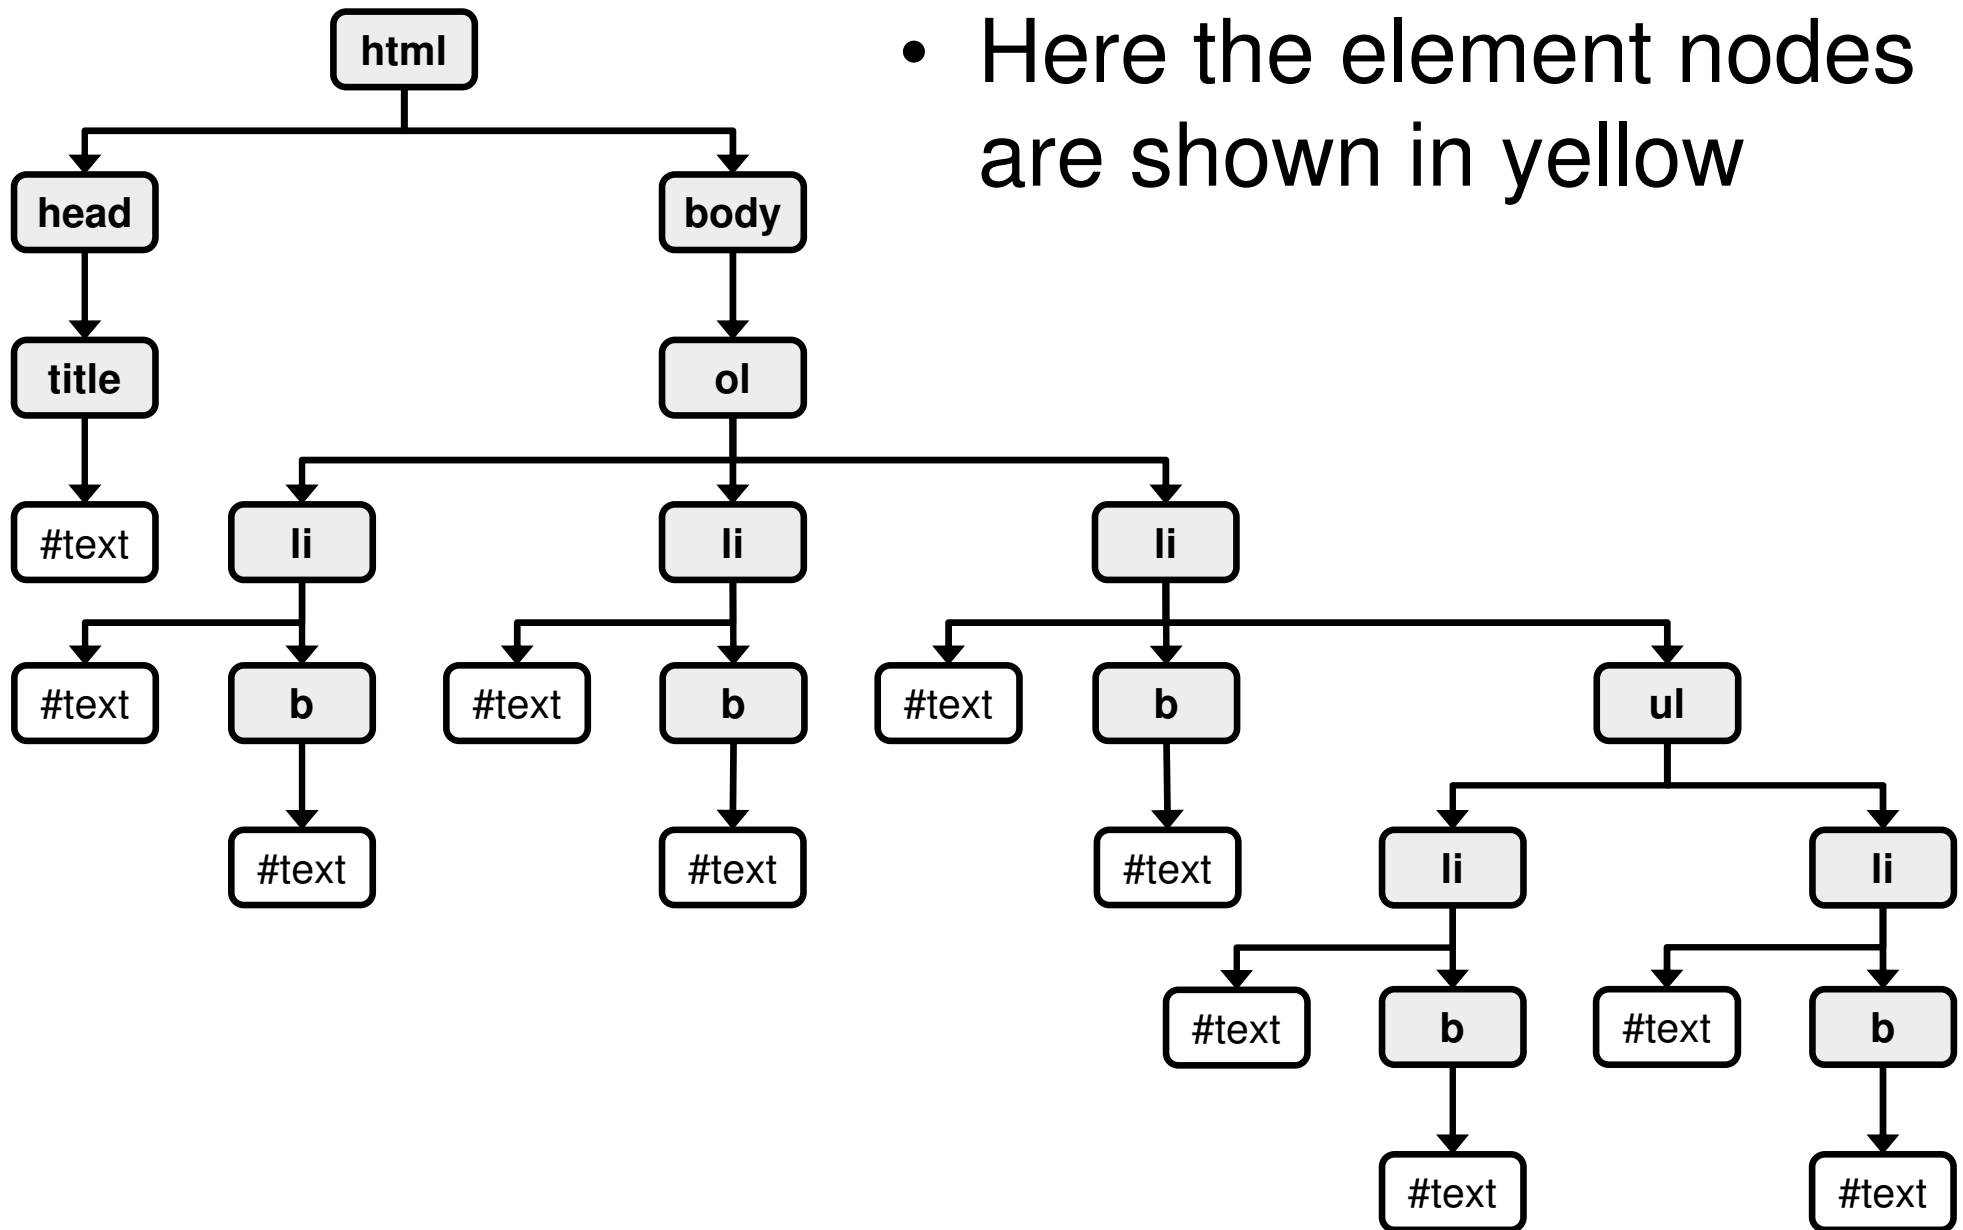 html
• Here the element nodes
are shown in yellow
head
body
title
ol
#text
li
li
li
#text
b
#text
b
#text
b
ul
#text
#text
#text
li
li
#text
b
#text
b
#text
#text